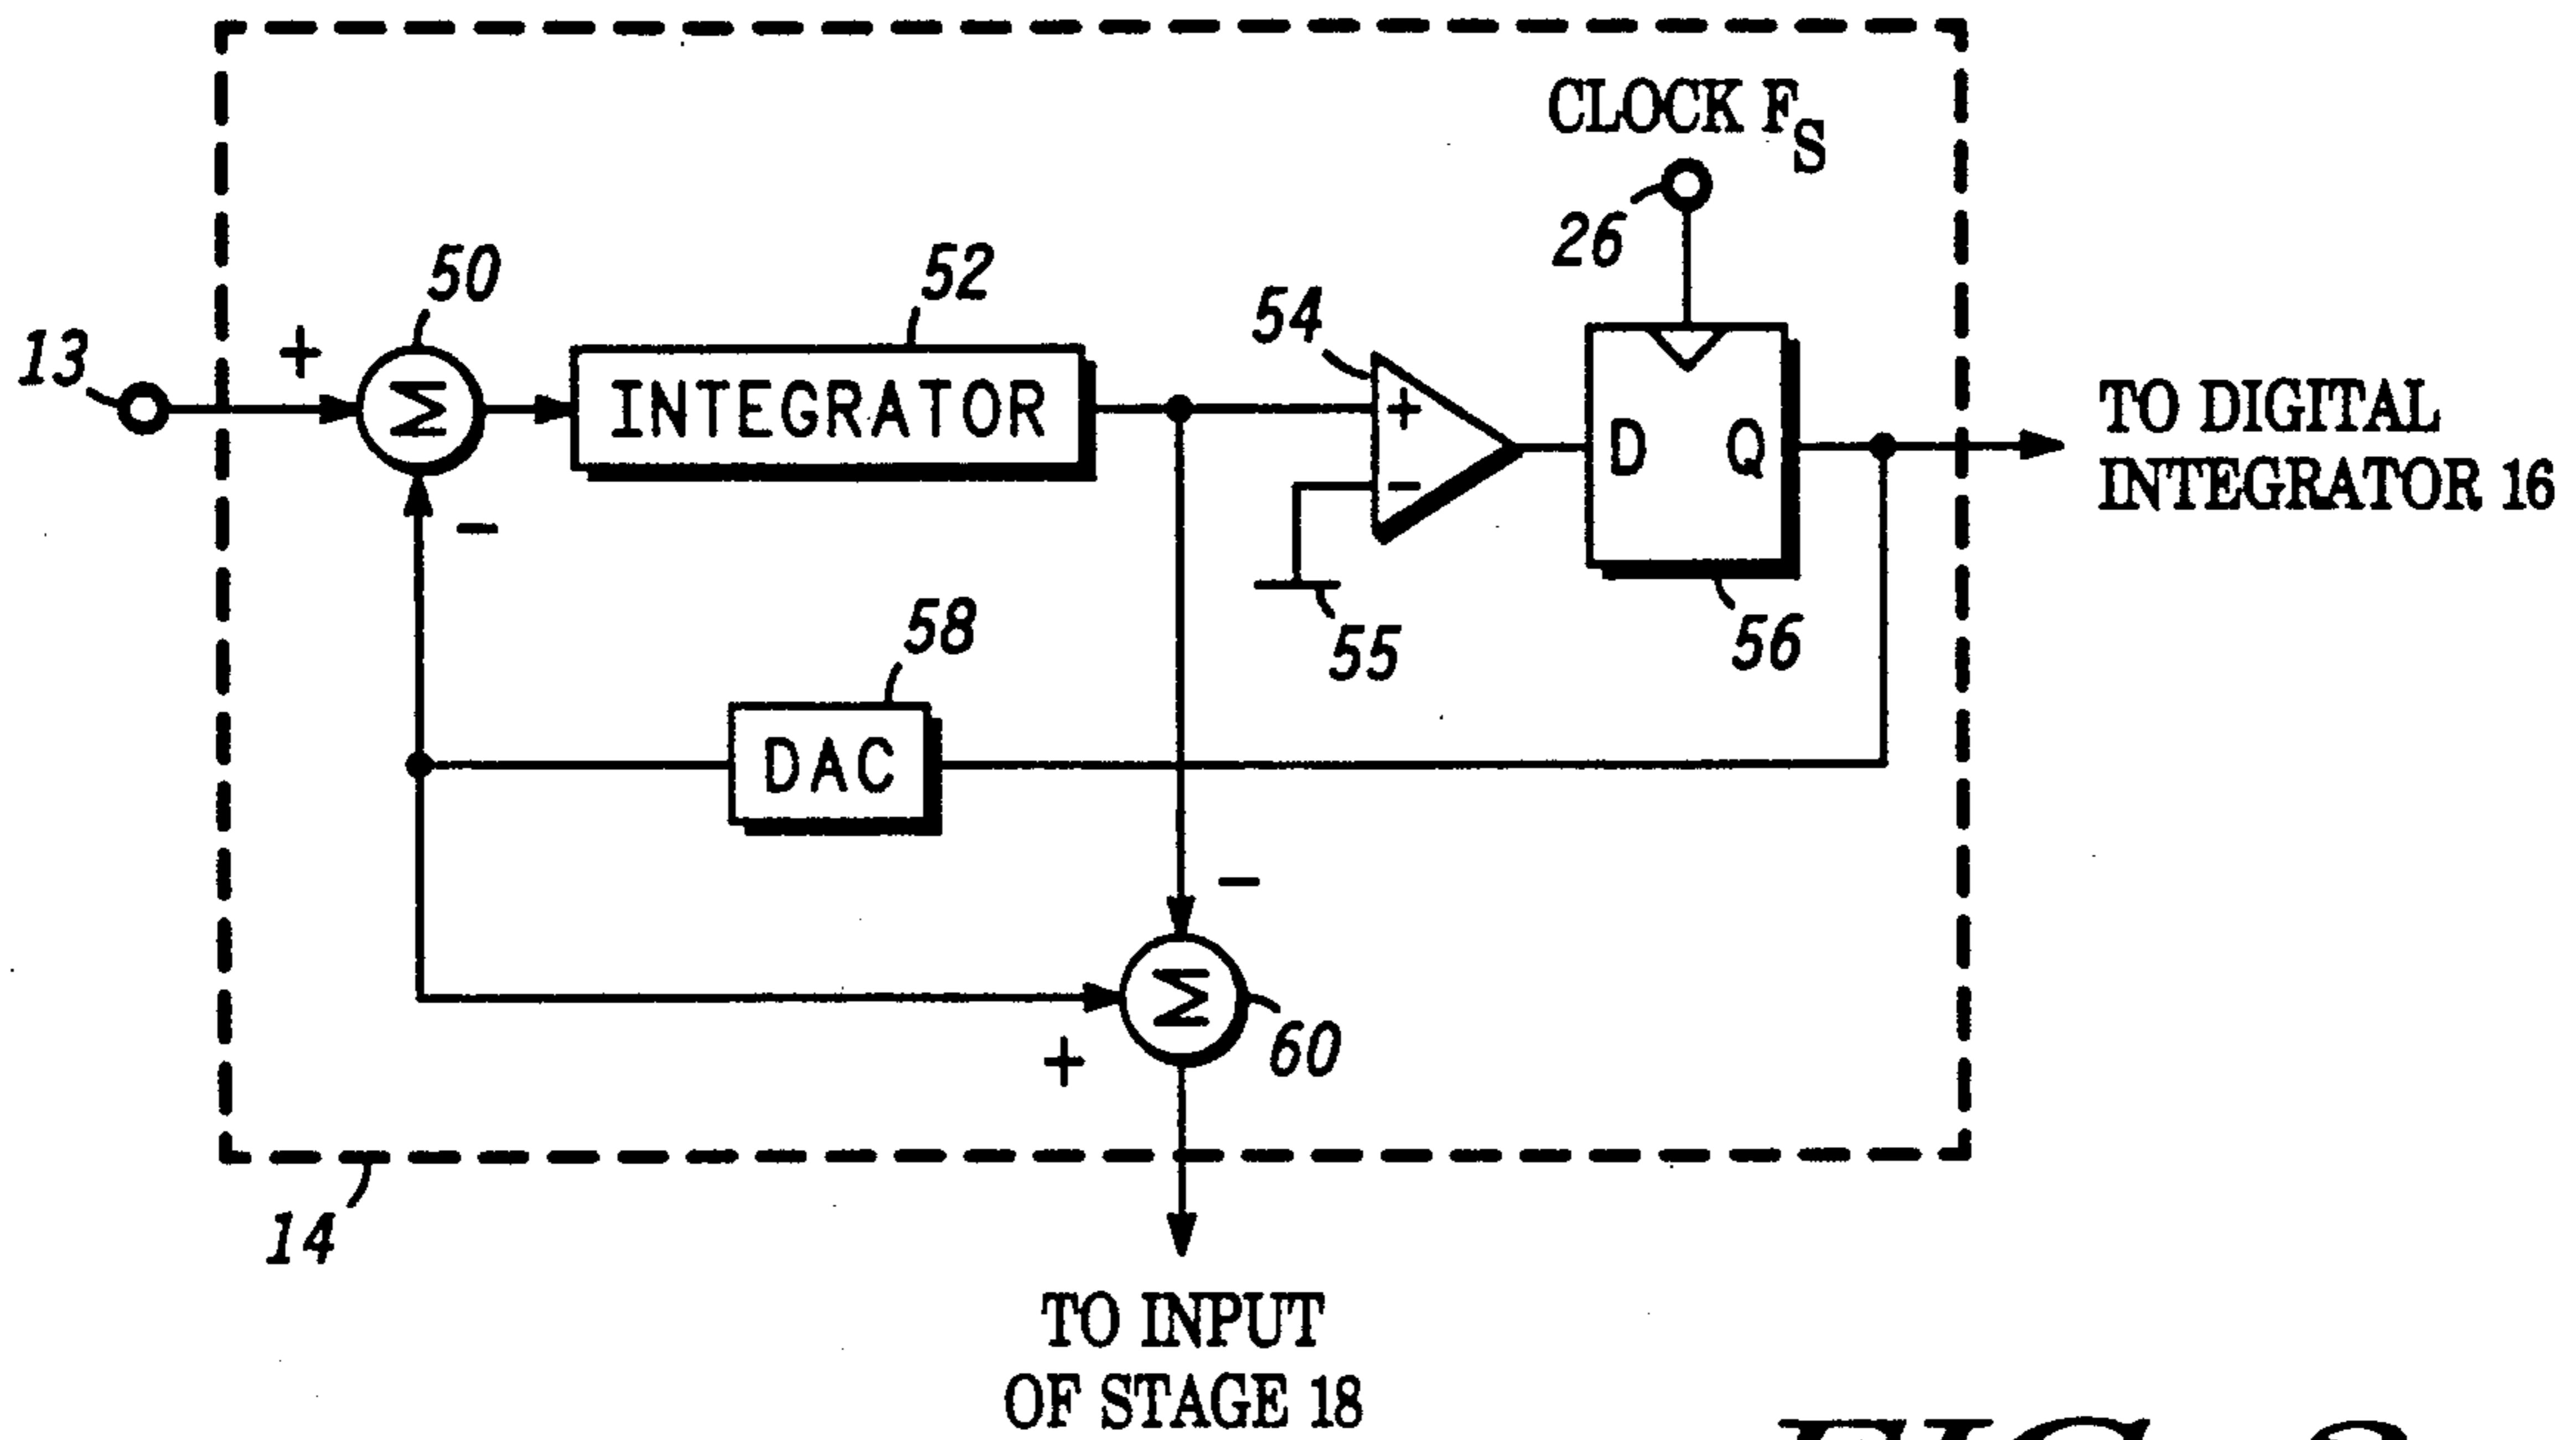 CLOCK FS
26
50
52
54
13
+
Σ
INTEGRATOR
+
-
D Q
TO DIGITAL
INTEGRATOR 16
-
55
56
58
DAC
-
Σ
+
60
14
TO INPUT
OF STAGE 18